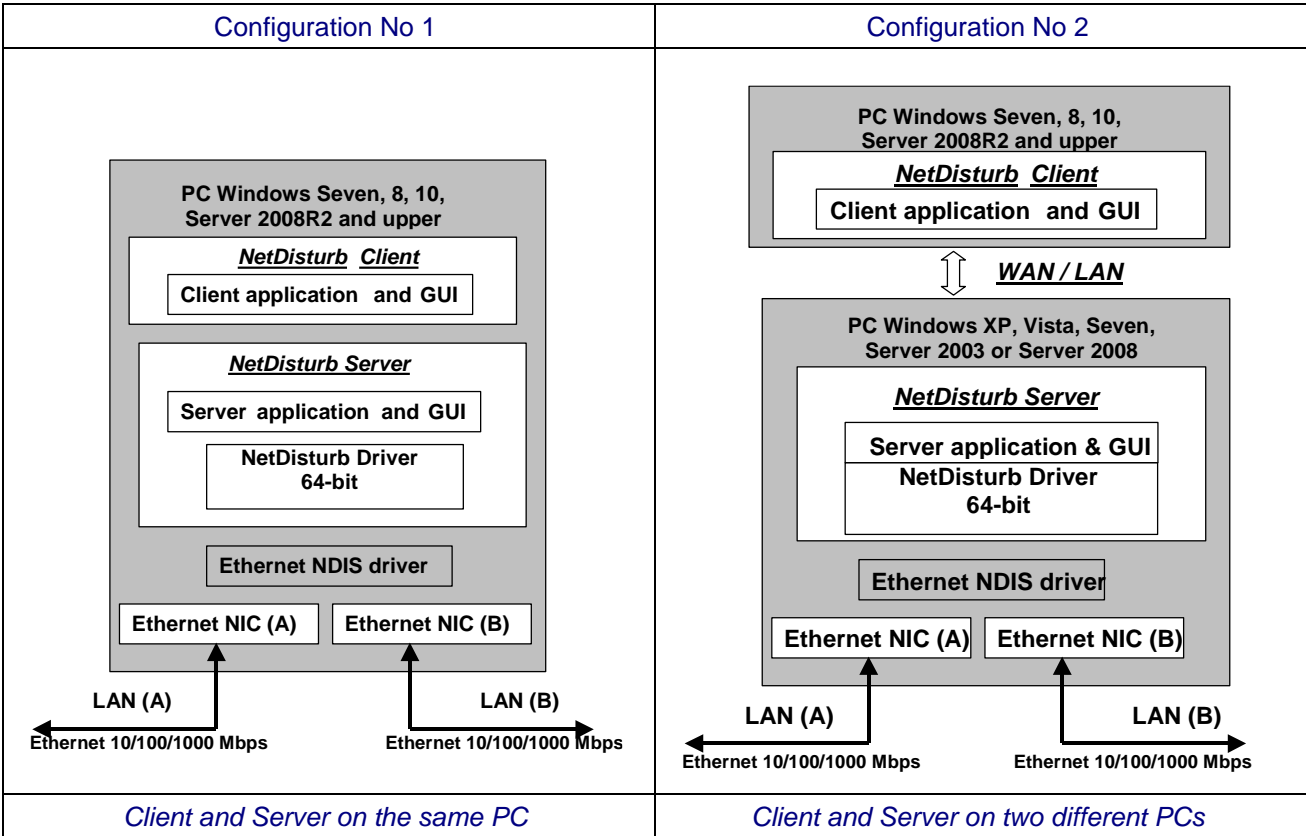 Configuration No 1
PC Windows Seven, 8, 10,
Server 2008R2 and upper
NetDisturb Client
Client application and GUI
NetDisturb Server
Server application and GUI
NetDisturb Driver
64-bit
Ethernet NDIS driver
Ethernet NIC (A)
Ethernet NIC (B)
LAN (A)
LAN (B)
Ethernet 10/100/1000 Mbps
Ethernet 10/100/1000 Mbps
Client and Server on the same PC
Configuration No 2
PC Windows Seven, 8, 10,
Server 2008R2 and upper
NetDisturb Client
Client application and GUI
WAN / LAN
PC Windows XP, Vista, Seven,
Server 2003 or Server 2008
NetDisturb Server
Server application & GUI
NetDisturb Driver
64-bit
Ethernet NDIS driver
Ethernet NIC (A)
Ethernet NIC (B)
LAN (A)
LAN (B)
Ethernet 10/100/1000 Mbps
Ethernet 10/100/1000 Mbps
Client and Server on two different PCs